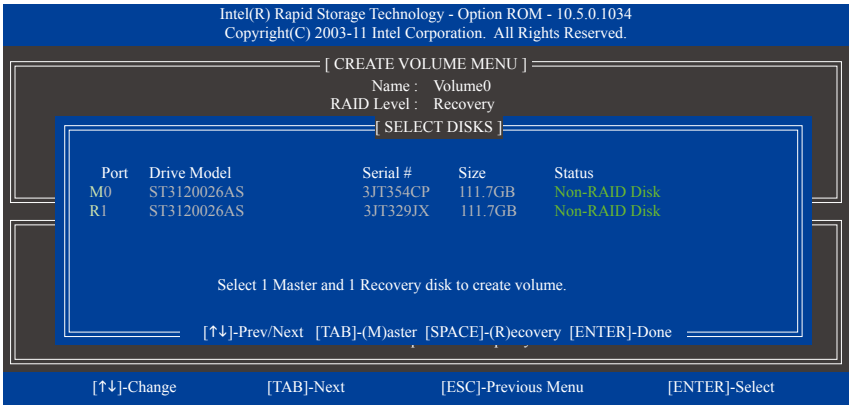 Intel(R) Rapid Storage Technology - Option ROM - 10.5.0.1034
Copyright(C) 2003-11 Intel Corporation. All Rights Reserved.
[ CREATE VOLUME MENU ]
Name : Volume0
RAID Level : Recovery
[ SELECT DISKS ]
Port Drive Model Serial # Size Status
M0 ST3120026AS 3JT354CP 111.7GB Non-RAID Disk
R1 ST3120026AS 3JT329JX 111.7GB Non-RAID Disk
Select 1 Master and 1 Recovery disk to create volume.
[↑↓]-Prev/Next [TAB]-(M)aster [SPACE]-(R)ecovery [ENTER]-Done
[↑↓]-Change [TAB]-Next [ESC]-Previous Menu [ENTER]-Select